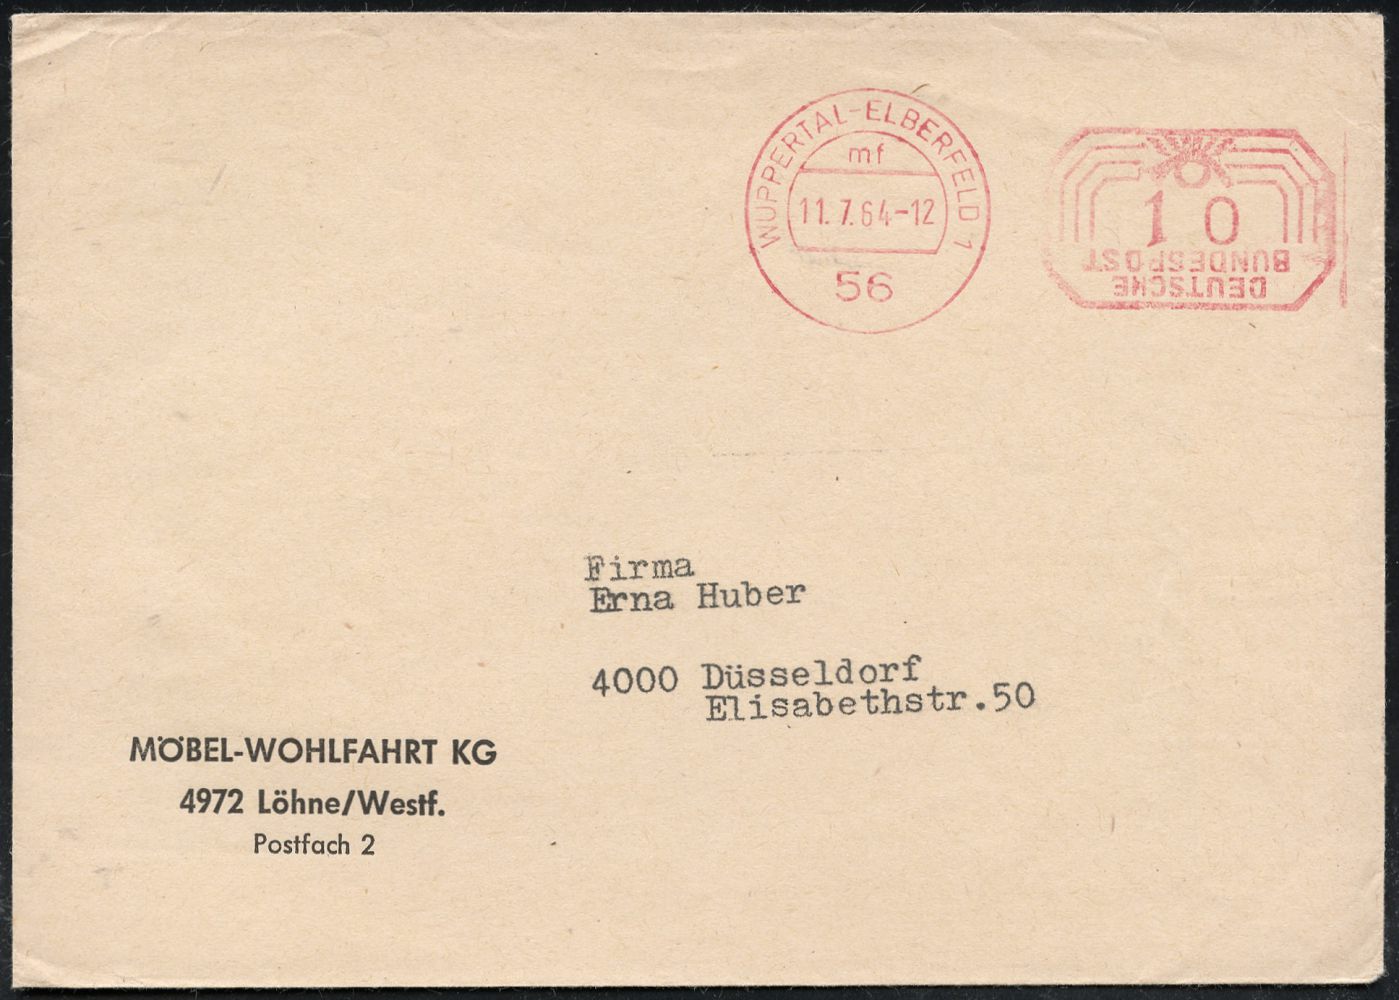 WUPPERTAL-ELBERFELD 1
mf
11.7.64-12
56
10
DEUTSCHE
BUNDESPOST
Firma
Erna Huber
4000 Düsseldorf
Elisabethstr.50
MÖBEL-WOHLFAHRT KG
4972 Löhne/Westf.
Postfach 2